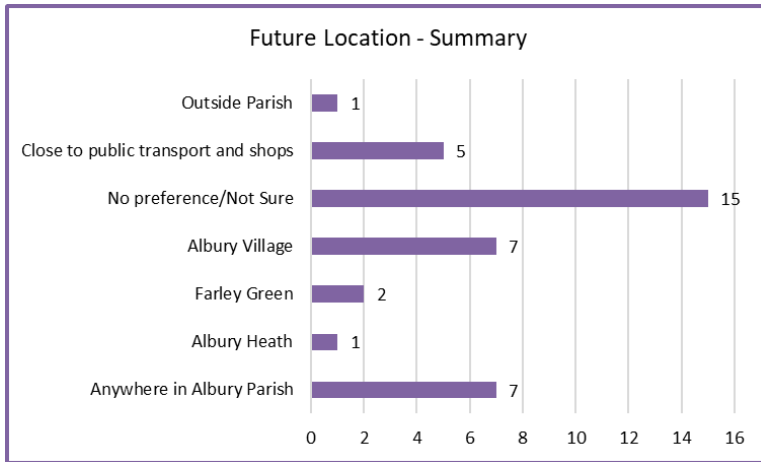 Future Location - Summary
Outside Parish 1
Close to public transport and shops 5
No preference/Not Sure 15
Albury Village 7
Farley Green 2
Albury Heath 1
Anywhere in Albury Parish 7
0 2 4 6 8 10 12 14 16